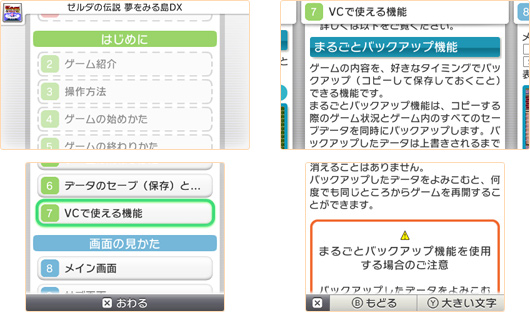 ゼルダの伝説 夢をみる島DX
はじめに
2 ゲーム紹介
3 操作方法
4 ゲームの始めかた
5 ゲームの終わりかた
6 データのセーブ（保存）と...
7 VCで使える機能
画面の見かた
8 メイン画面
× おわる
7 VCで使える機能
8
詳しくは以下をご覧ください。
まるごとバックアップ機能
ゲームの内容を、好きなタイミングでバッ
クアップ（コピーして保存しておくこと）
できる機能です。
まるごとバックアップ機能は、コピーする
際のゲーム状況とゲーム内のすべてのセー
ブデータを同時にバックアップします。バ
ックアップしたデータは上書きされるまで
消えることはありません。
バックアップしたデータをよみこむと、何
度でも同じところからゲームを再開するこ
とができます。
まるごとバックアップ機能を使用
する場合のご注意
バックアップしたデータをよみこむ
× Ⓑ もどる Ⓨ 大きい文字